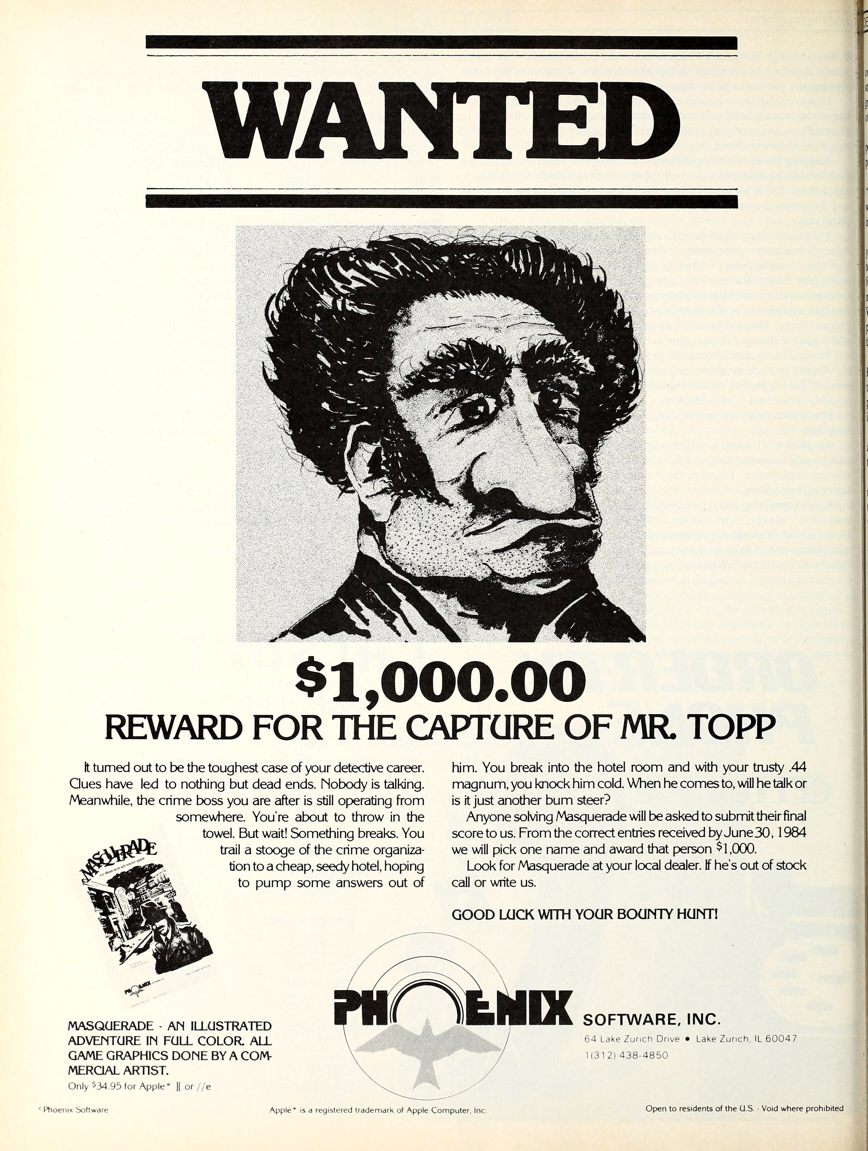 WANTED
$1,000.00
REWARD FOR THE CAPTURE OF MR. TOPP
It turned out to be the toughest case of your detective career.
Clues have led to nothing but dead ends. Nobody is talking.
Meanwhile, the crime boss you are after is still operating from
somewhere. You're about to throw in the
towel. But wait! Something breaks. You
trail a stooge of the crime organiza-
tion to a cheap, seedy hotel, hoping
to pump some answers out of
him. You break into the hotel room and with your trusty .44
magnum, you knock him cold. When he comes to, will he talk or
is it just another bum steer?
Anyone solving Masquerade will be asked to submit their final
score to us. From the correct entries received by June 30, 1984
we will pick one name and award that person $1,000.
Look for Masquerade at your local dealer. If he's out of stock
call or write us.
GOOD LUCK WITH YOUR BOUNTY HUNT!
MASQUERADE
PHOENIX
MASQUERADE - AN ILLUSTRATED
ADVENTURE IN FULL COLOR. ALL
GAME GRAPHICS DONE BY A COM-
MERCIAL ARTIST.
Only $34.95 for Apple* ][ or //e
PHOENIX SOFTWARE, INC.
64 Lake Zurich Drive • Lake Zurich, IL 60047
1(312) 438-4850
c Phoenix Software
Apple* is a registered trademark of Apple Computer, Inc.
Open to residents of the U.S. - Void where prohibited